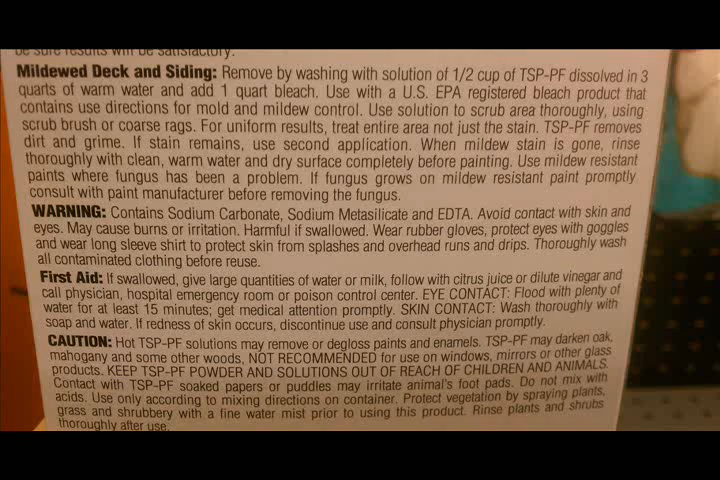 be sure results will be satisfactory.
Mildewed Deck and Siding: Remove by washing with solution of 1/2 cup of TSP-PF dissolved in 3
quarts of warm water and add 1 quart bleach. Use with a U.S. EPA registered bleach product that
contains use directions for mold and mildew control. Use solution to scrub area thoroughly, using
scrub brush or coarse rags. For uniform results, treat entire area not just the stain. TSP-PF removes
dirt and grime. If stain remains, use second application. When mildew stain is gone, rinse
thoroughly with clean, warm water and dry surface completely before painting. Use mildew resistant
paints where fungus has been a problem. If fungus grows on mildew resistant paint promptly
consult with paint manufacturer before removing the fungus.
WARNING: Contains Sodium Carbonate, Sodium Metasilicate and EDTA. Avoid contact with skin and
eyes. May cause burns or irritation. Harmful if swallowed. Wear rubber gloves, protect eyes with goggles
and wear long sleeve shirt to protect skin from splashes and overhead runs and drips. Thoroughly wash
all contaminated clothing before reuse.
First Aid: If swallowed, give large quantities of water or milk, follow with citrus juice or dilute vinegar and
call physician, hospital emergency room or poison control center. EYE CONTACT: Flood with plenty of
water for at least 15 minutes; get medical attention promptly. SKIN CONTACT: Wash thoroughly with
soap and water. If redness of skin occurs, discontinue use and consult physician promptly.
CAUTION: Hot TSP-PF solutions may remove or degloss paints and enamels. TSP-PF may darken oak,
mahogany and some other woods, NOT RECOMMENDED for use on windows, mirrors or other glass
products. KEEP TSP-PF POWDER AND SOLUTIONS OUT OF REACH OF CHILDREN AND ANIMALS.
Contact with TSP-PF soaked papers or puddles may irritate animal's foot pads. Do not mix with
acids. Use only according to mixing directions on container. Protect vegetation by spraying plants,
grass and shrubbery with a fine water mist prior to using this product. Rinse plants and shrubs
thoroughly after use.